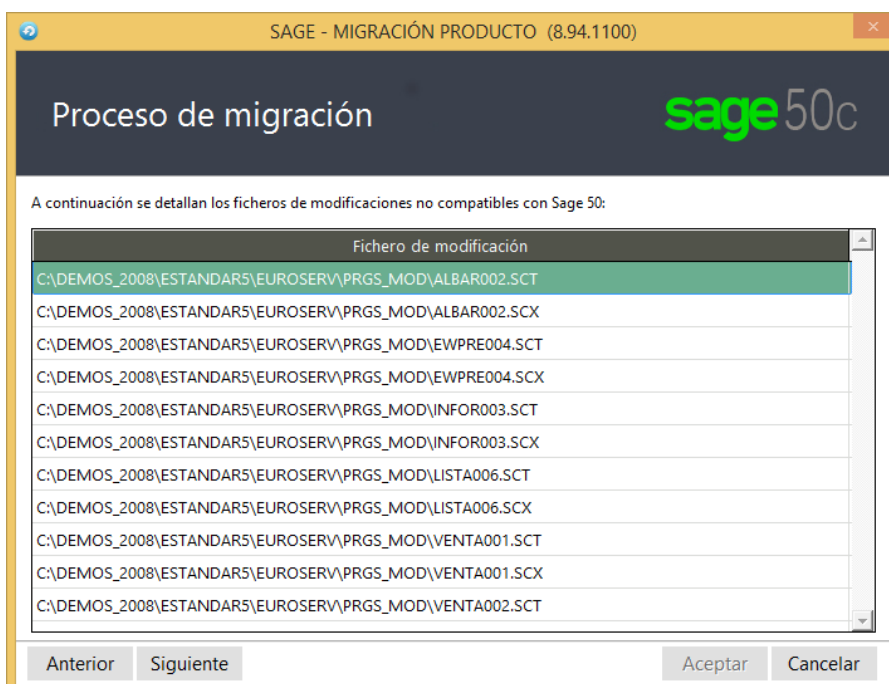 SAGE - MIGRACIÓN PRODUCTO (8.94.1100)
×
Proceso de migración
sage 50c
A continuación se detallan los ficheros de modificaciones no compatibles con Sage 50:
Fichero de modificación
C:\DEMOS_2008\ESTANDAR5\EUROSERV\PRGS_MOD\ALBAR002.SCT
C:\DEMOS_2008\ESTANDAR5\EUROSERV\PRGS_MOD\ALBAR002.SCX
C:\DEMOS_2008\ESTANDAR5\EUROSERV\PRGS_MOD\EWPRE004.SCT
C:\DEMOS_2008\ESTANDAR5\EUROSERV\PRGS_MOD\EWPRE004.SCX
C:\DEMOS_2008\ESTANDAR5\EUROSERV\PRGS_MOD\INFOR003.SCT
C:\DEMOS_2008\ESTANDAR5\EUROSERV\PRGS_MOD\INFOR003.SCX
C:\DEMOS_2008\ESTANDAR5\EUROSERV\PRGS_MOD\LISTA006.SCT
C:\DEMOS_2008\ESTANDAR5\EUROSERV\PRGS_MOD\LISTA006.SCX
C:\DEMOS_2008\ESTANDAR5\EUROSERV\PRGS_MOD\VENTA001.SCT
C:\DEMOS_2008\ESTANDAR5\EUROSERV\PRGS_MOD\VENTA001.SCX
C:\DEMOS_2008\ESTANDAR5\EUROSERV\PRGS_MOD\VENTA002.SCT
Anterior Siguiente Aceptar Cancelar